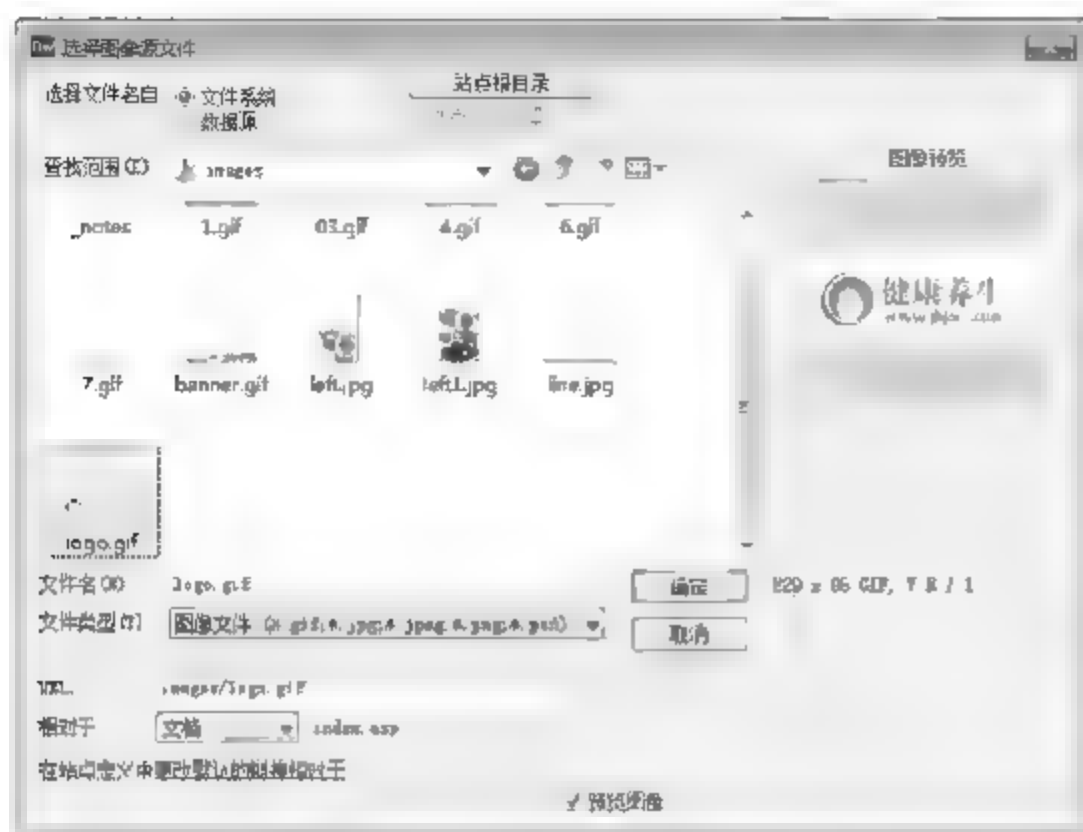 Dw 选择图像源文件
选择文件名自 文件系统 站点根目录
数据源
查找范围(I) images
图像预览
_notes 1.gif 03.gif 4.gif 6.gif
健康养生
7.gif banner.gif left.jpg left1.jpg line.jpg
logo.gif
文件名(N) logo.gif 确定
文件类型(T) 图像文件 取消
URL images/logo.gif
相对于 文档 index.asp
在站点定义中更改默认的链接相对于
预览图像